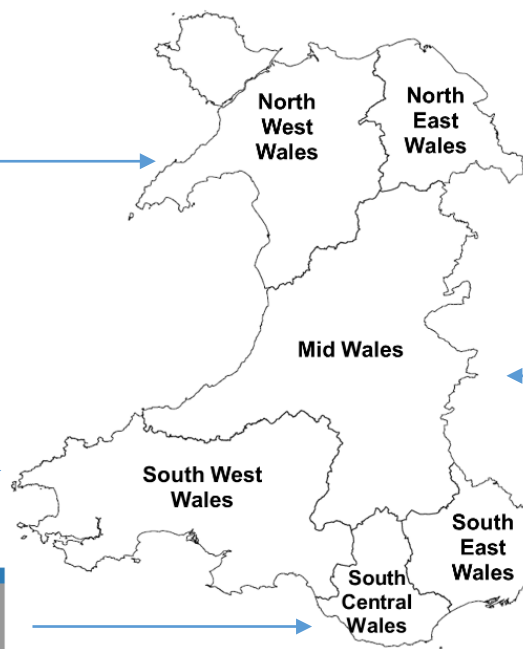 North
West
Wales
North
East
Wales
Mid Wales
South West
Wales
South
East
Wales
South
Central
Wales